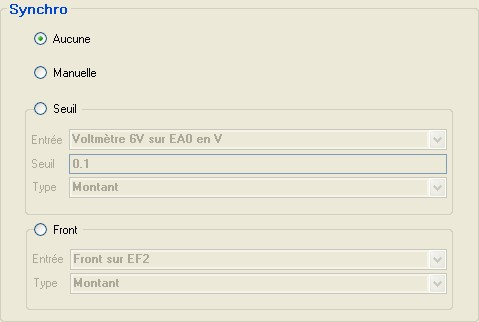 Synchro
Aucune
Manuelle
Seuil
Entrée Voltmètre 6V sur EA0 en V
Seuil 0.1
Type Montant
Front
Entrée Front sur EF2
Type Montant